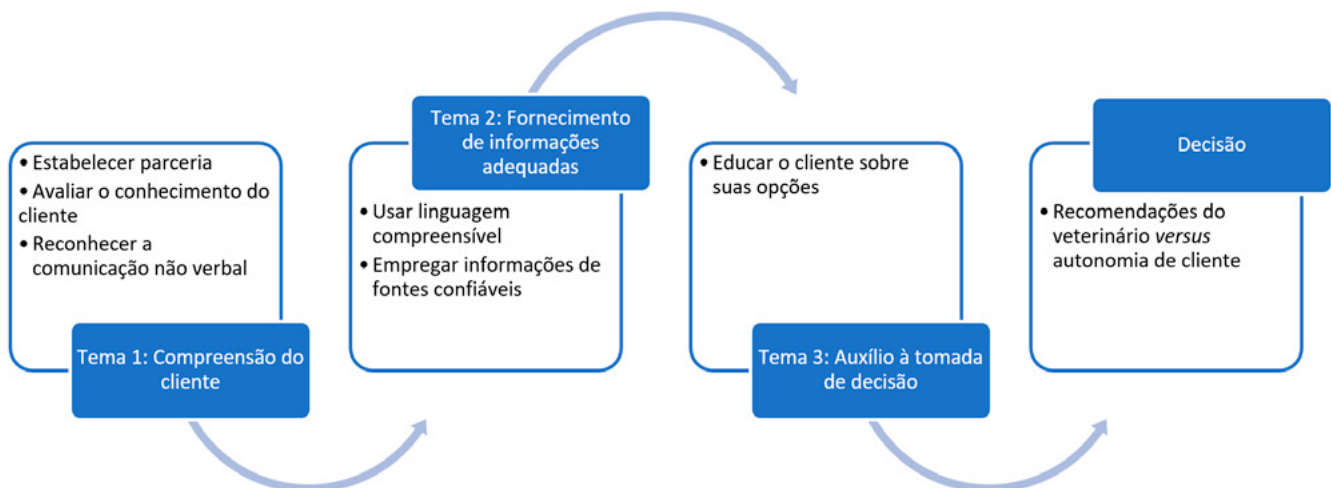 • Estabelecer parceria
• Avaliar o conhecimento do
cliente
• Reconhecer a
comunicação não verbal
Tema 1: Compreensão do
cliente
Tema 2: Fornecimento
de informações
adequadas
• Usar linguagem
compreensível
• Empregar informações de
fontes confiáveis
• Educar o cliente sobre
suas opções
Tema 3: Auxílio à tomada
de decisão
Decisão
• Recomendações do
veterinário versus
autonomia de cliente